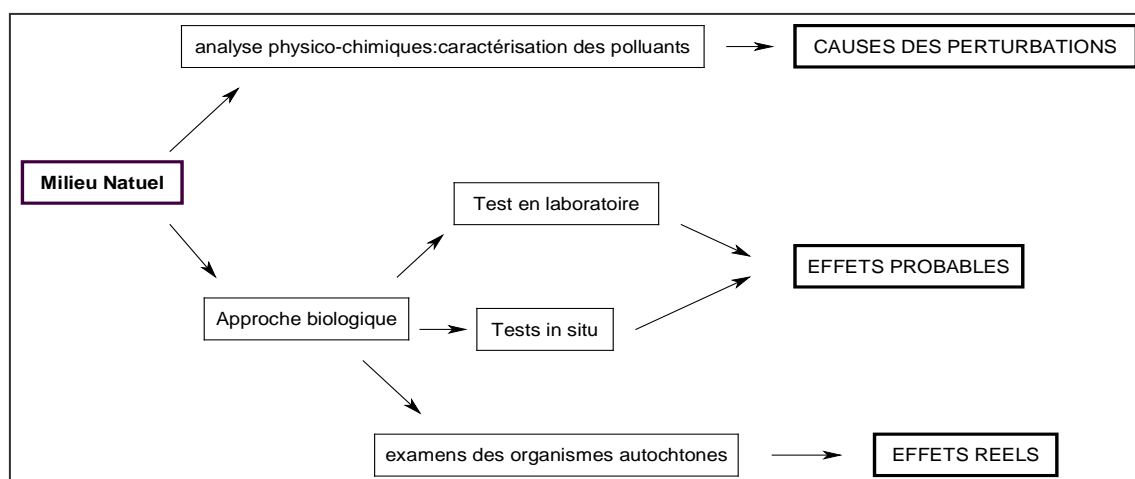 analyse physico-chimiques:caractérisation des polluants
CAUSES DES PERTURBATIONS
Milieu Natuel
Test en laboratoire
EFFETS PROBABLES
Approche biologique
Tests in situ
examens des organismes autochtones
EFFETS REELS